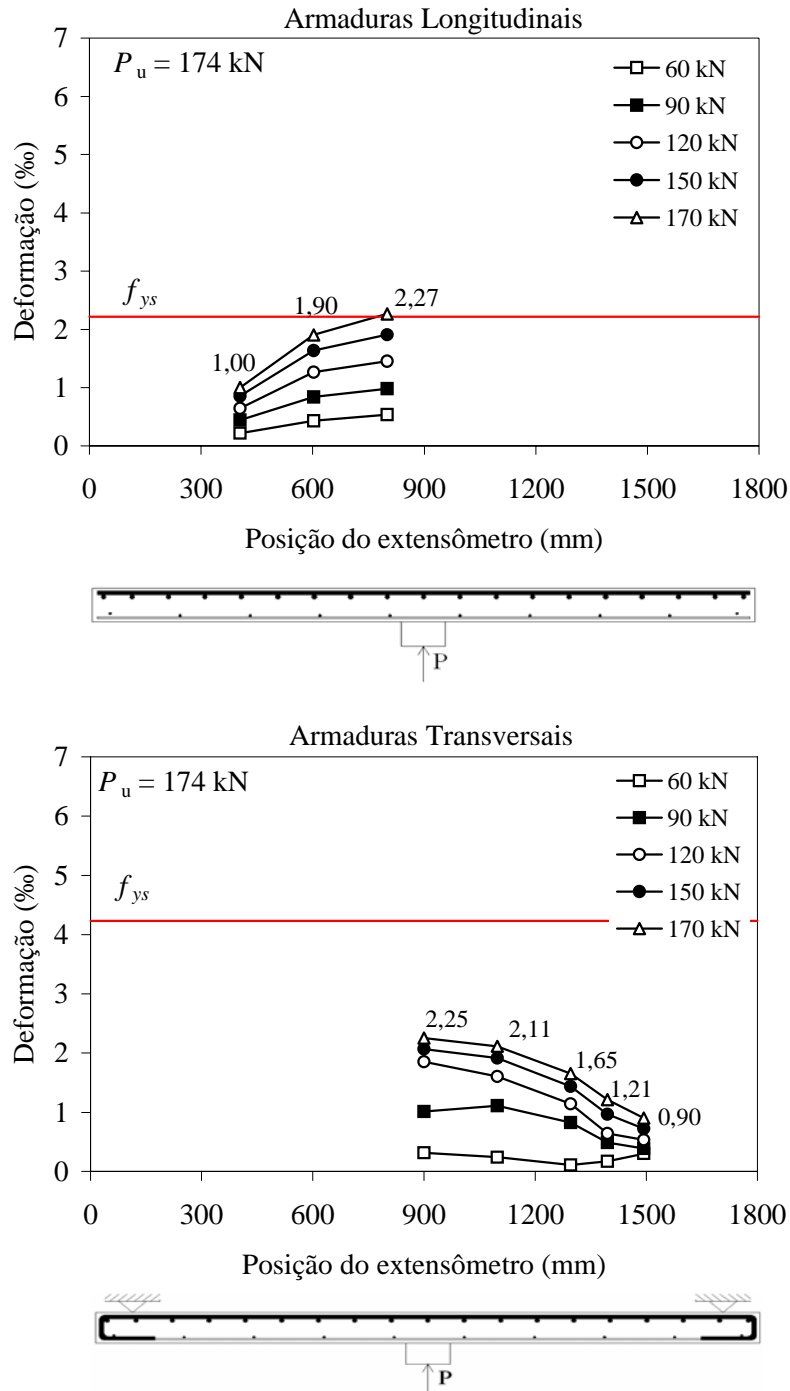 Armaduras Longitudinais
P u = 174 kN
60 kN
90 kN
120 kN
150 kN
170 kN
7
6
5
4
3
2
1
0
Deformação (‰)
f ys
1,00
1,90
2,27
0 300 600 900 1200 1500 1800
Posição do extensômetro (mm)
P
Armaduras Transversais
P u = 174 kN
60 kN
90 kN
120 kN
150 kN
170 kN
7
6
5
4
3
2
1
0
Deformação (‰)
f ys
2,25
2,11
1,65
1,21
0,90
0 300 600 900 1200 1500 1800
Posição do extensômetro (mm)
P